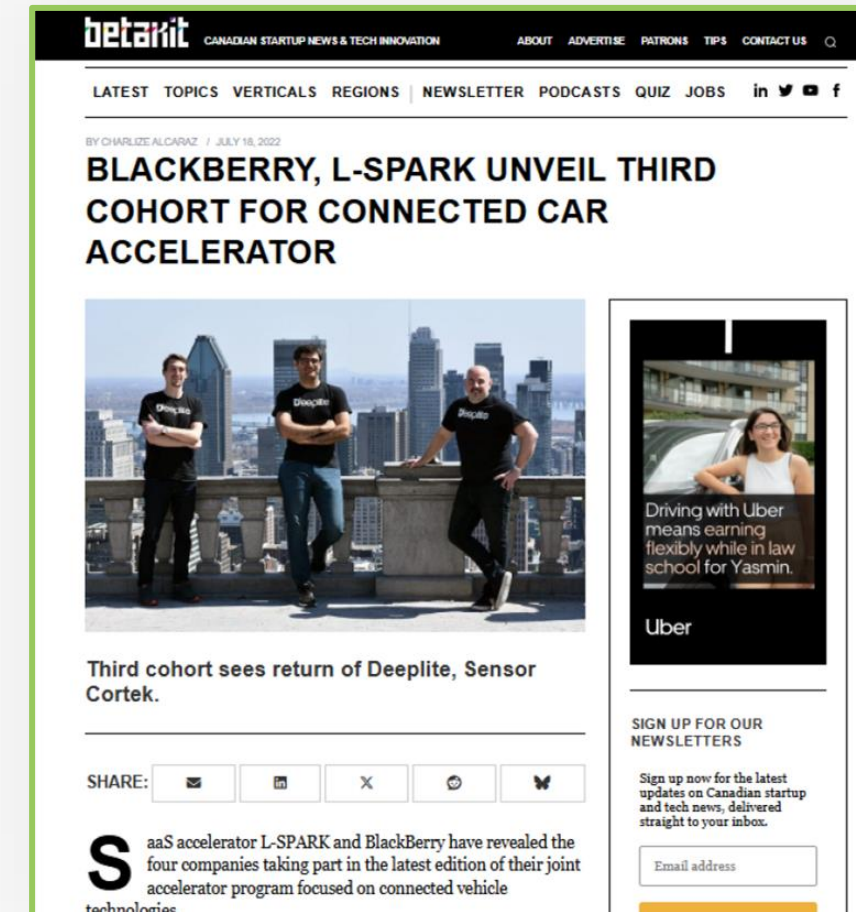 betakit CANADIAN STARTUP NEWS & TECH INNOVATION ABOUT ADVERTISE PATRONS TIPS CONTACT US
LATEST TOPICS VERTICALS REGIONS | NEWSLETTER PODCASTS QUIZ JOBS
BY CHARLIZE ALCARAZ / JULY 18, 2022
BLACKBERRY, L-SPARK UNVEIL THIRD
COHORT FOR CONNECTED CAR
ACCELERATOR
Deeplite
Deeplite
Deeplite
Third cohort sees return of Deeplite, Sensor
Cortek.
SHARE:
SaaS accelerator L-SPARK and BlackBerry have revealed the
four companies taking part in the latest edition of their joint
accelerator program focused on connected vehicle
technologies
Driving with Uber
means earning
flexibly while in law
school for Yasmin.
Uber
SIGN UP FOR OUR
NEWSLETTERS
Sign up now for the latest
updates on Canadian startup
and tech news, delivered
straight to your inbox.
Email address